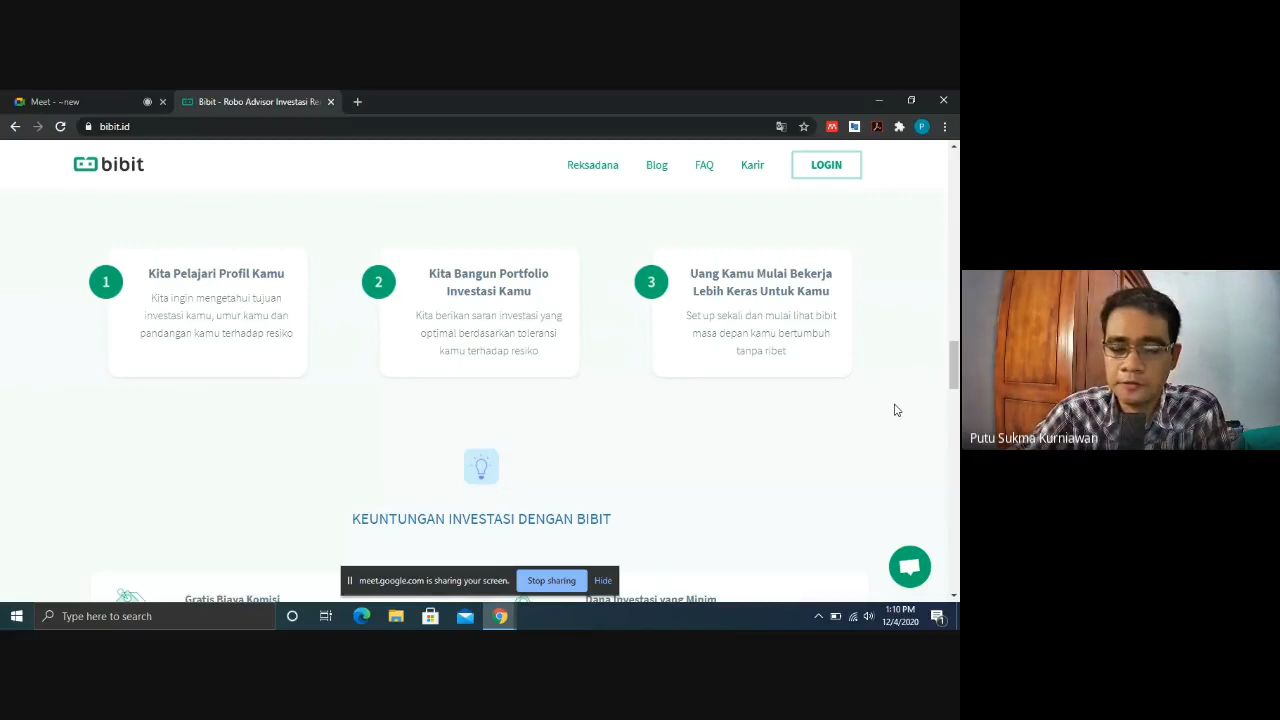 Meet - ~new
Bibit - Robo Advisor Investasi Re
bibit.id
P
bibit
Reksadana
Blog
FAQ
Karir
LOGIN
1
Kita Pelajari Profil Kamu
Kita ingin mengetahui tujuan
investasi kamu, umur kamu dan
pandangan kamu terhadap resiko
2
Kita Bangun Portfolio
Investasi Kamu
Kita berikan saran investasi yang
optimal berdasarkan toleransi
kamu terhadap resiko
3
Uang Kamu Mulai Bekerja
Lebih Keras Untuk Kamu
Set up sekali dan mulai lihat bibit
masa depan kamu bertumbuh
tanpa ribet
Putu Sukma Kurniawan
KEUNTUNGAN INVESTASI DENGAN BIBIT
meet.google.com is sharing your screen.
Stop sharing
Hide
Gratis Biaya Komisi
Dana Investasi yang Minim
Type here to search
1:10 PM
12/4/2020
1